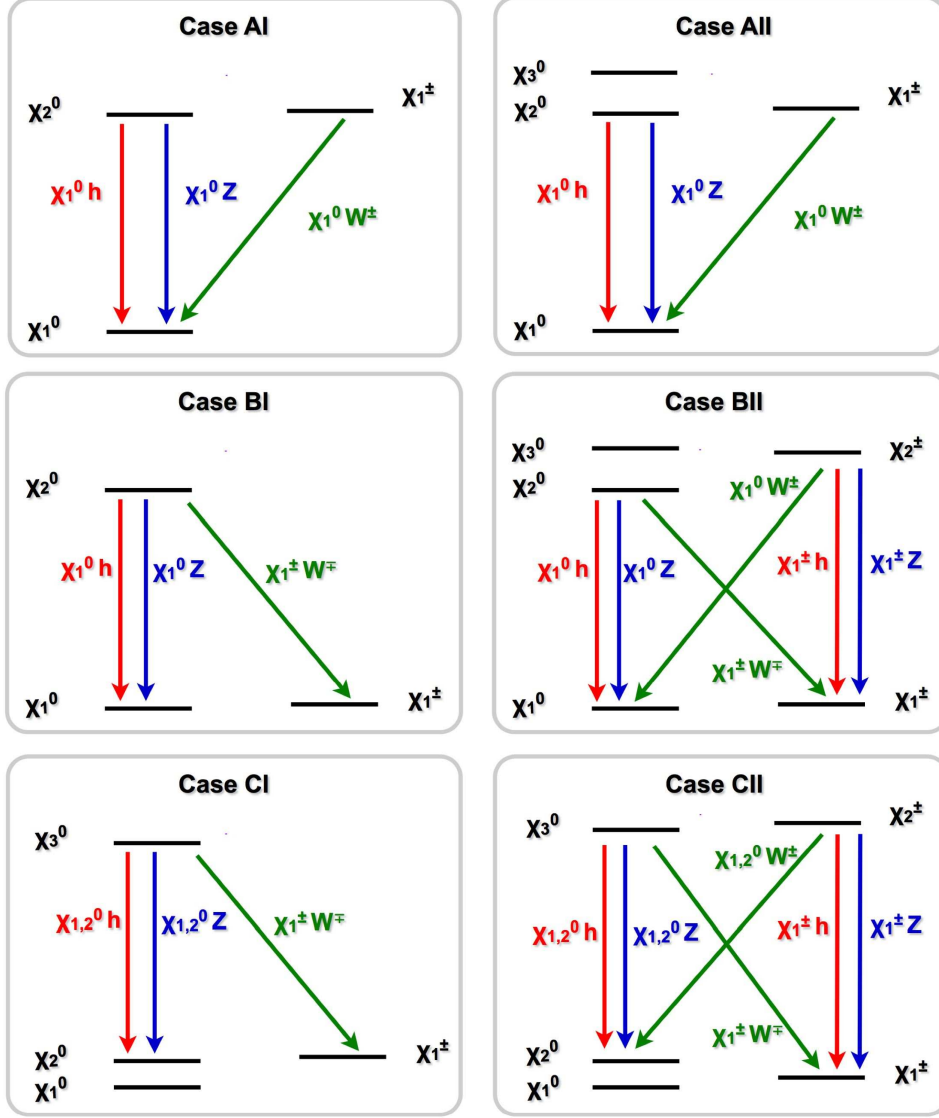 Case AI
χ₂⁰
χ₁±
χ₁⁰ h
χ₁⁰ Z
χ₁⁰ W±
χ₁⁰
Case AII
χ₃⁰
χ₂⁰
χ₁±
χ₁⁰ h
χ₁⁰ Z
χ₁⁰ W±
χ₁⁰
Case BI
χ₂⁰
χ₁⁰ h
χ₁⁰ Z
χ₁± W∓
χ₁⁰
χ₁±
Case BII
χ₃⁰
χ₂±
χ₂⁰
χ₁⁰ W±
χ₁⁰ h
χ₁⁰ Z
χ₁± h
χ₁± Z
χ₁± W∓
χ₁⁰
χ₁±
Case CI
χ₃⁰
χ₁,₂⁰ h
χ₁,₂⁰ Z
χ₁± W∓
χ₂⁰
χ₁±
χ₁⁰
Case CII
χ₂±
χ₃⁰
χ₁,₂⁰ W±
χ₁,₂⁰ h
χ₁,₂⁰ Z
χ₁± h
χ₁± Z
χ₁± W∓
χ₂⁰
χ₁±
χ₁⁰